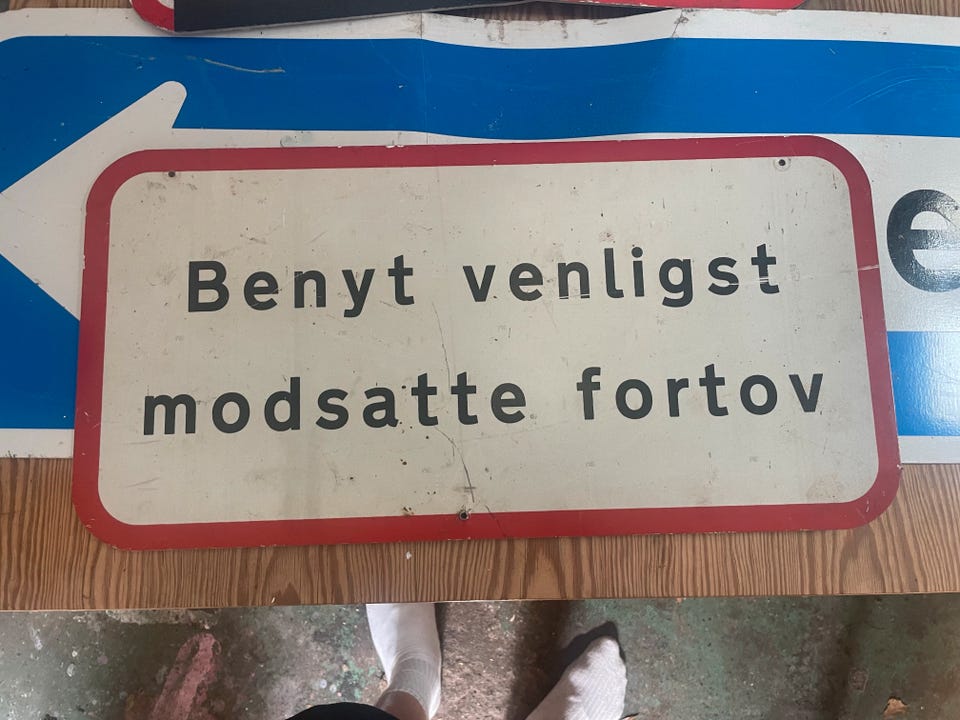 Benyt venligst
modsatte fortov
e